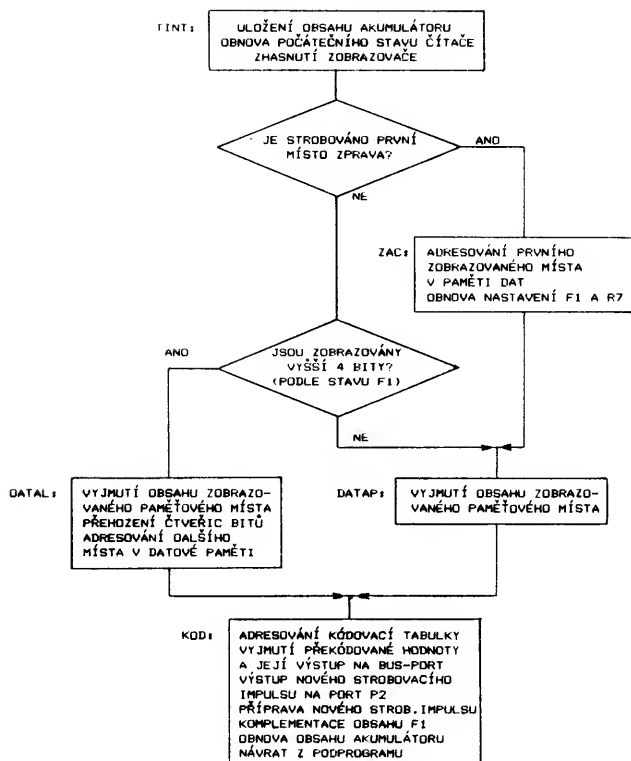 TINT:
ULOŽENÍ OBSAHU AKUMULÁTORU
OBNOVA POČÁTEČNÍHO STAVU ČÍTAČE
ZHASNUTÍ ZOBRAZOVAČE
JE STROBOVÁNO PRVNÍ
MÍSTO ZPRAVA?
ANO
NE
ZAC:
ADRESOVÁNÍ PRVNÍHO
ZOBRAZOVANÉHO MÍSTA
V PAMĚTI DAT
OBNOVA NASTAVENÍ F1 A R7
JSOU ZOBRAZOVÁNY
VYŠŠÍ 4 BITY?
(PODLE STAVU F1)
ANO
NE
DATAL:
VYJMUTÍ OBSAHU ZOBRAZO-
VANÉHO PAMĚŤOVÉHO MÍSTA
PŘEHOZENÍ ČTVEŘIC BITŮ
ADRESOVÁNÍ DALŠÍHO
MÍSTA V DATOVÉ PAMĚTI
DATAP:
VYJMUTÍ OBSAHU ZOBRAZO-
VANÉHO PAMĚŤOVÉHO MÍSTA
KOD:
ADRESOVÁNÍ KÓDOVACÍ TABULKY
VYJMUTÍ PŘEKÓDOVANÉ HODNOTY
A JEJÍ VÝSTUP NA BUS-PORT
VÝSTUP NOVÉHO STROBOVACÍHO
IMPULSU NA PORT P2
PŘÍPRAVA NOVÉHO STROB.IMPULSU
KOMPLEMENTACE OBSAHU F1
OBNOVA OBSAHU AKUMULÁTORU
NÁVRAT Z PODPROGRAMU